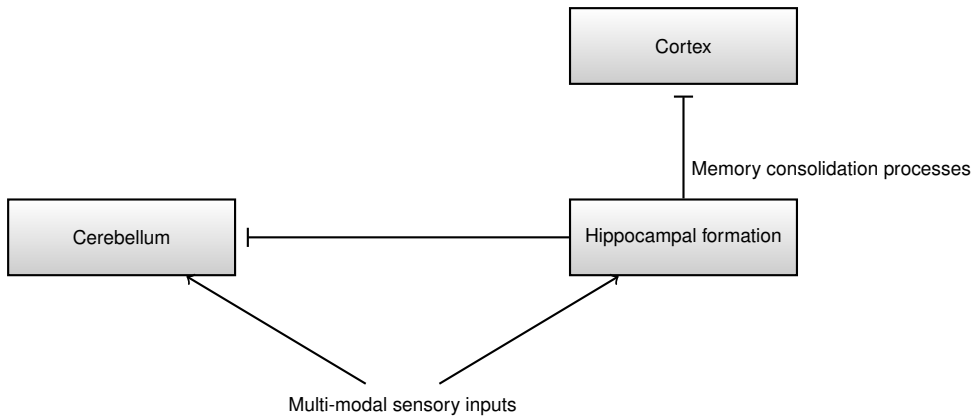 Cortex
Memory consolidation processes
Cerebellum
Hippocampal formation
Multi-modal sensory inputs